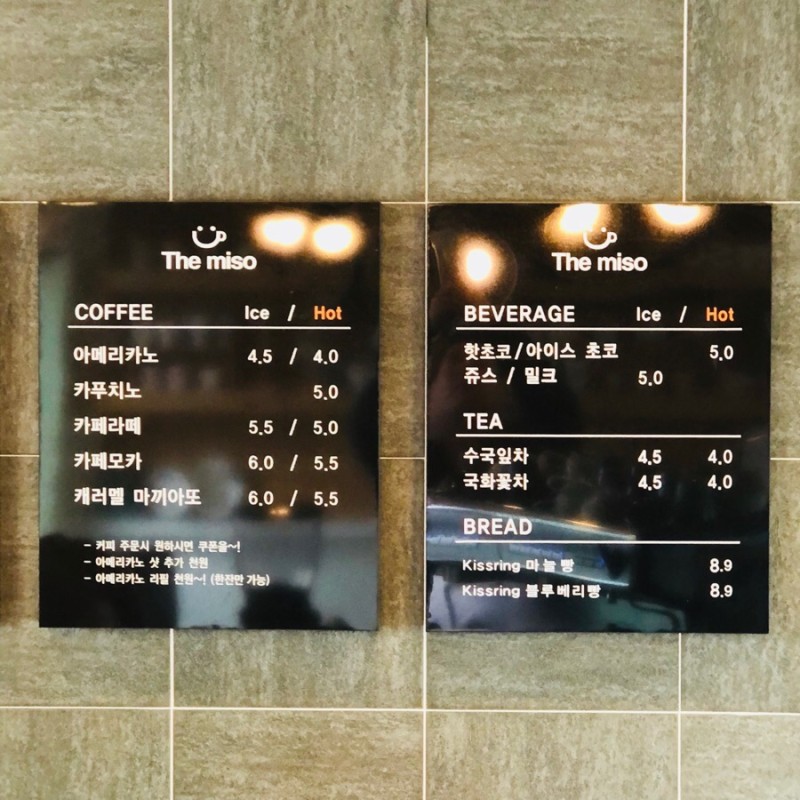 The miso
COFFEE Ice / Hot
아메리카노 4.5 / 4.0
카푸치노 5.0
카페라떼 5.5 / 5.0
카페모카 6.0 / 5.5
캐러멜 마끼아또 6.0 / 5.5
- 커피 주문시 원하시면 쿠폰을~!
- 아메리카노 샷 추가 천원
- 아메리카노 리필 천원~! (한잔만 가능)
The miso
BEVERAGE Ice / Hot
핫초코/아이스 초코 5.0
쥬스 / 밀크 5.0
TEA
수국잎차 4.5 4.0
국화꽃차 4.5 4.0
BREAD
Kissring 마늘빵 8.9
Kissring 블루베리빵 8.9